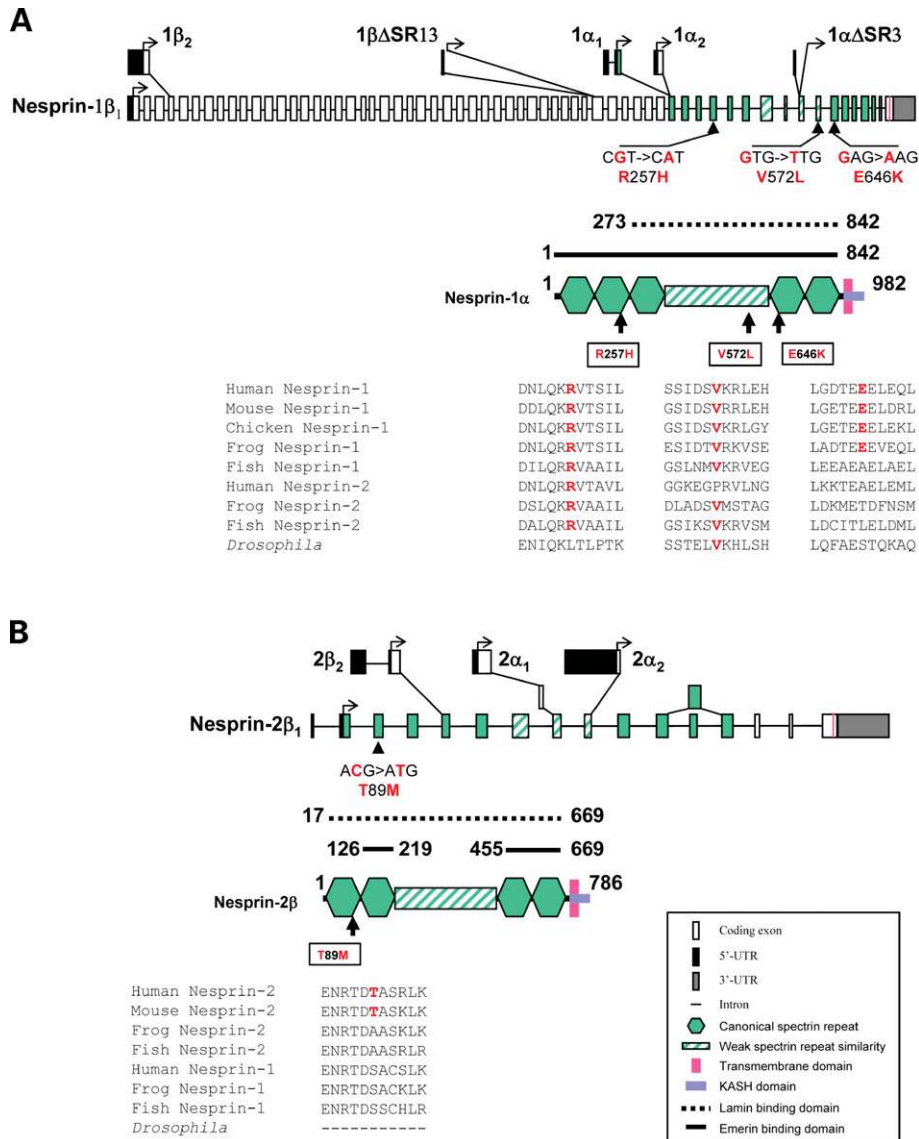 A
1β2 1βΔSR13 1α1 1α2 1αΔSR3
Nesprin-1β1
CGT->CAT GTG->TTG GAG>AAG
R257H V572L E646K
273 842
1 842
1 982
Nesprin-1α
R257H V572L E646K
Human Nesprin-1 DNLQKRVTSIL SSIDSVKRLEH LGDTEEELEQL
Mouse Nesprin-1 DDLQKRVTSIL SSIDSVRRLEH LGETEEELDRL
Chicken Nesprin-1 DNLQKRVTSIL SSIDSVKRLGY LGETEEELEKL
Frog Nesprin-1 DNLQKRVTSIL ESIDTVRKVSE LADTEEEVEQL
Fish Nesprin-1 DILQRRVAAIL GSLNMVKRVEG LEEAEAELAEL
Human Nesprin-2 DNLQRRVTAVL GGKEGPRVLNG LKKTEAELEML
Frog Nesprin-2 DSLQKRVAAIL DLADSVMSTAG LDKMETDFNSM
Fish Nesprin-2 DALQRRVAAIL GSIKSVKRVSM LDCITLELDML
Drosophila ENIQKLTLPTK SSTELVKHLSH LQFAESTQKAQ
B
2β2 2α1 2α2
Nesprin-2β1
ACG>ATG
T89M
17 669
126 219 455 669
1 786
Nesprin-2β
T89M
Human Nesprin-2 ENRTDTASRLK
Mouse Nesprin-2 ENRTDTASKLK
Frog Nesprin-2 ENRTDAASKLK
Fish Nesprin-2 ENRTDAASRLR
Human Nesprin-1 ENRTDSACSLK
Frog Nesprin-1 ENRTDSACKLK
Fish Nesprin-1 ENRTDSSCHLR
Drosophila -----------
Coding exon
5'-UTR
3'-UTR
Intron
Canonical spectrin repeat
Weak spectrin repeat similarity
Transmembrane domain
KASH domain
Lamin binding domain
Emerin binding domain